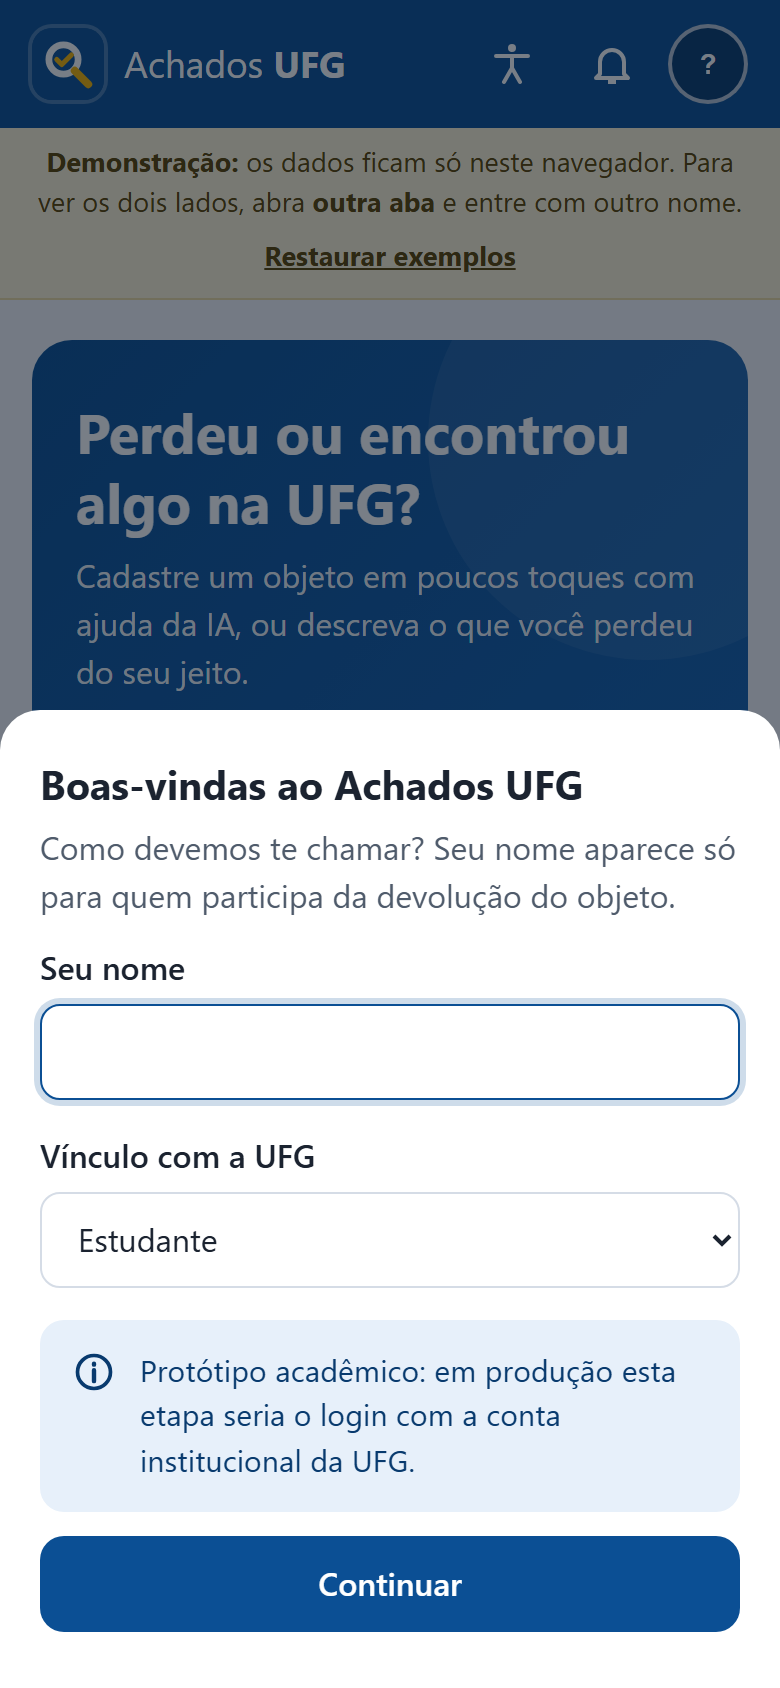 Achados UFG
?
Demonstração: os dados ficam só neste navegador. Para
ver os dois lados, abra outra aba e entre com outro nome.
Restaurar exemplos
Perdeu ou encontrou
algo na UFG?
Cadastre um objeto em poucos toques com
ajuda da IA, ou descreva o que você perdeu
do seu jeito.
Boas-vindas ao Achados UFG
Como devemos te chamar? Seu nome aparece só
para quem participa da devolução do objeto.
Seu nome
Vínculo com a UFG
Estudante
Protótipo acadêmico: em produção esta
etapa seria o login com a conta
institucional da UFG.
Continuar